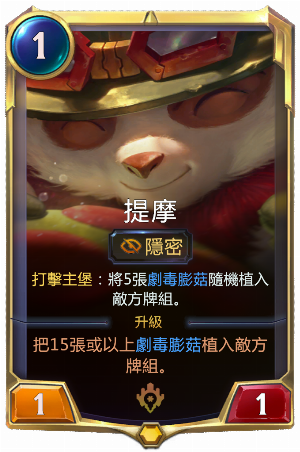 1
提摩
隱密
打擊主堡：將5張劇毒膨菇隨機植入
敵方牌組。
升級
把15張或以上劇毒膨菇植入敵方
牌組。
1
1